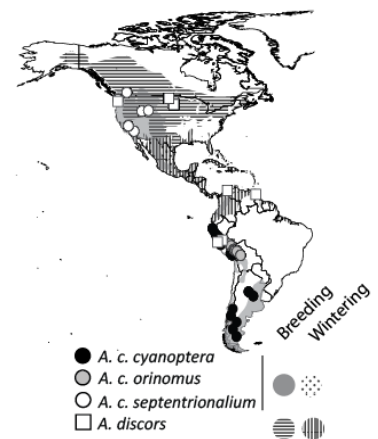 Breeding
Wintering
A. c. cyanoptera
A. c. orinomus
A. c. septentrionalium
A. discors